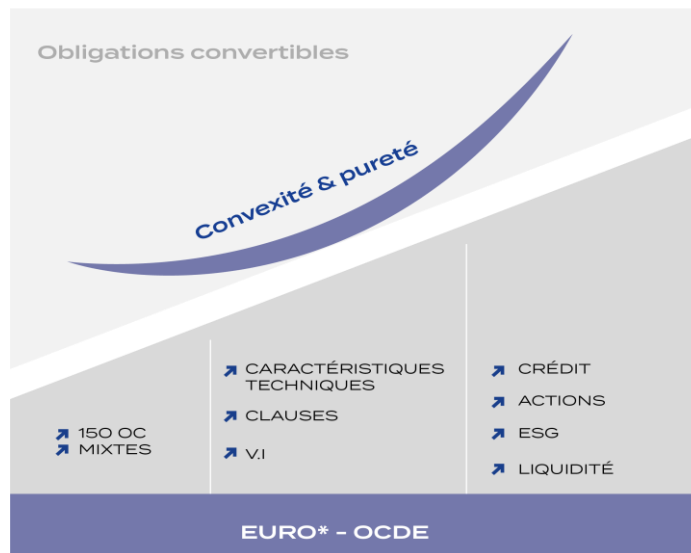 Obligations convertibles
Convexité & pureté
150 OC
MIXTES
CARACTÉRISTIQUES
TECHNIQUES
CLAUSES
V.I
CRÉDIT
ACTIONS
ESG
LIQUIDITÉ
EURO* - OCDE